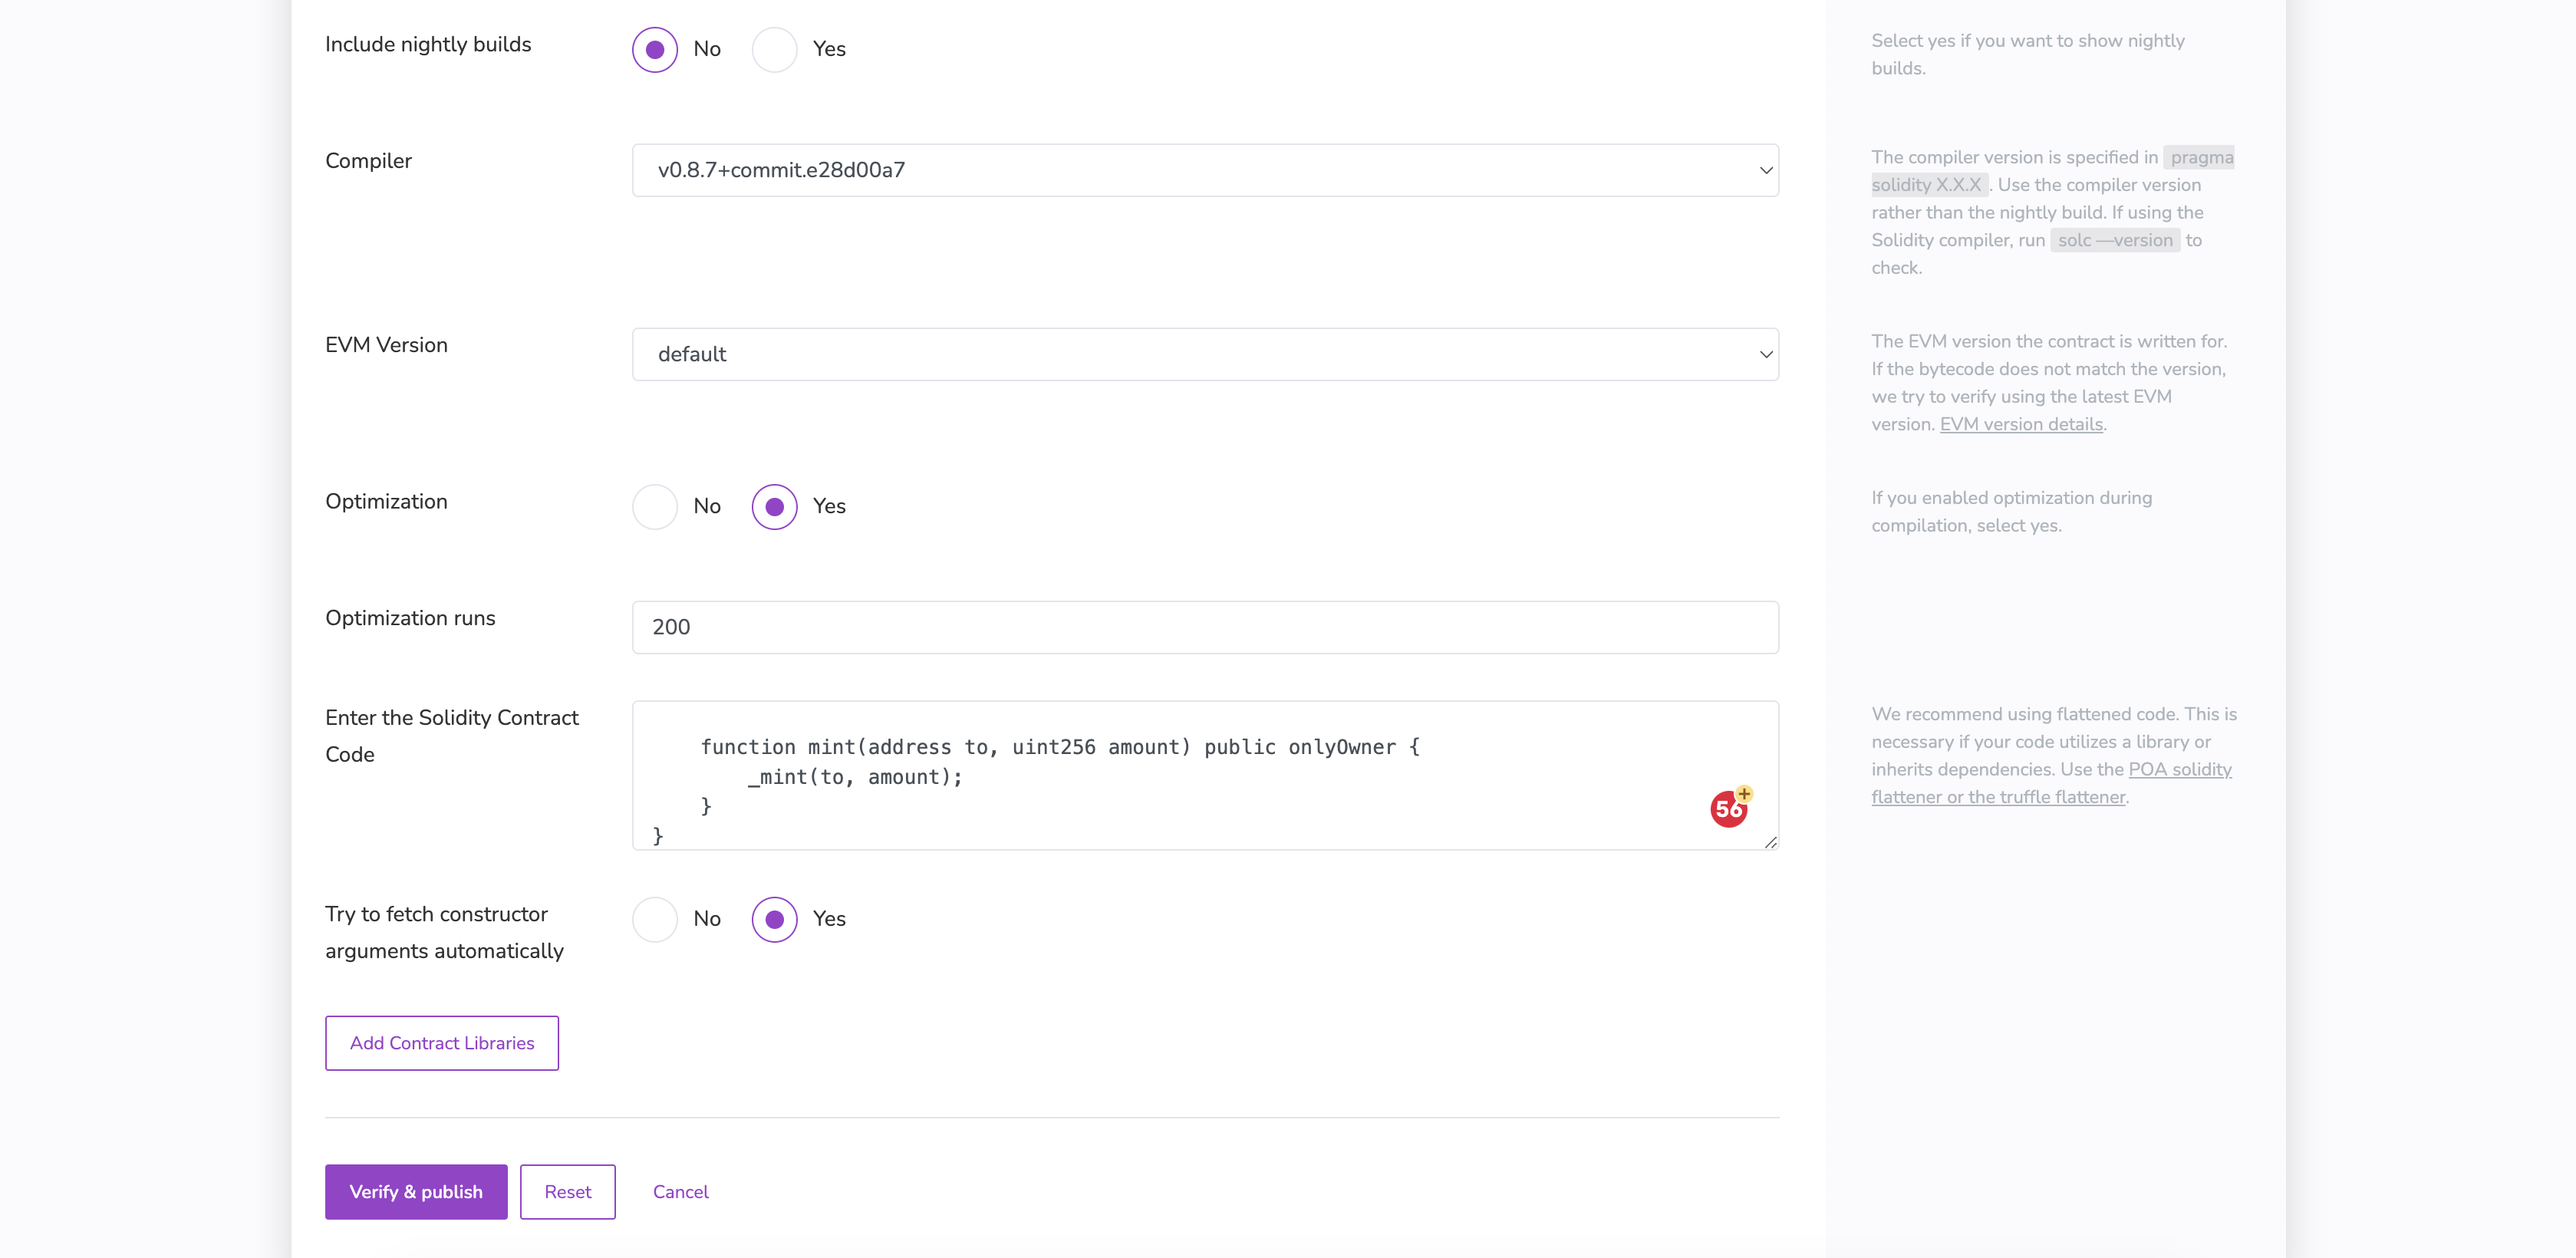 Include nightly builds
No
Yes
Select yes if you want to show nightly
builds.
Compiler
v0.8.7+commit.e28d00a7
The compiler version is specified in pragma
solidity X.X.X . Use the compiler version
rather than the nightly build. If using the
Solidity compiler, run solc —version to
check.
EVM Version
default
The EVM version the contract is written for.
If the bytecode does not match the version,
we try to verify using the latest EVM
version. EVM version details.
Optimization
No
Yes
If you enabled optimization during
compilation, select yes.
Optimization runs
200
Enter the Solidity Contract
Code
function mint(address to, uint256 amount) public onlyOwner {
_mint(to, amount);
}
}
56
+
We recommend using flattened code. This is
necessary if your code utilizes a library or
inherits dependencies. Use the POA solidity
flattener or the truffle flattener.
Try to fetch constructor
arguments automatically
No
Yes
Add Contract Libraries
Verify & publish
Reset
Cancel